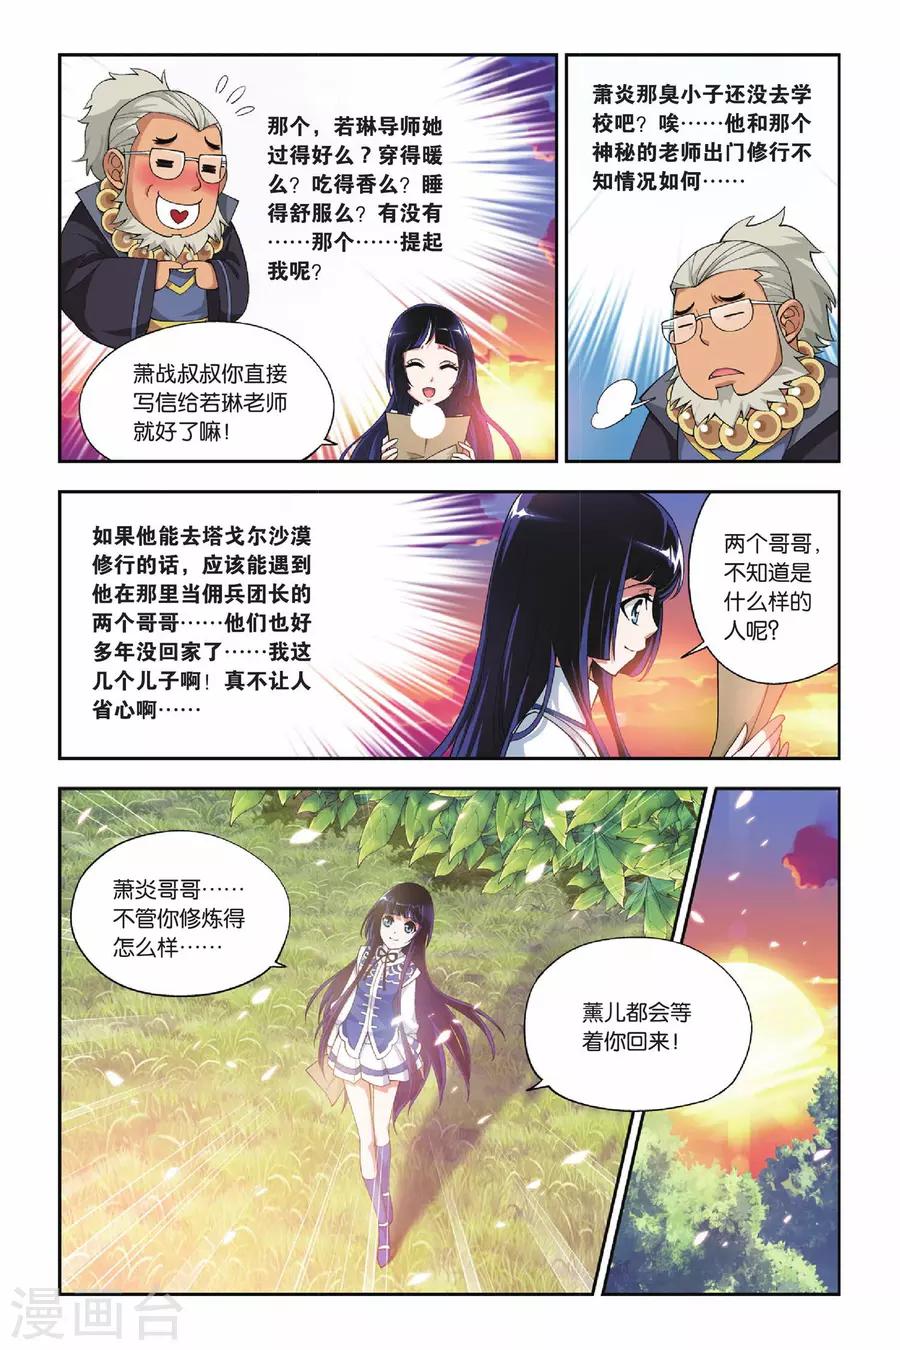 那个，若琳导师她
过得好么？穿得暖
么？吃得香么？睡
得舒服么？有没有
……那个……提起
我呢？
萧战叔叔你直接
写信给若琳老师
就好了嘛！
萧炎那臭小子还没去学
校吧？唉……他和那个
神秘的老师出门修行不
知情况如何……
如果他能去塔戈尔沙漠
修行的话，应该能遇到
他在那里当佣兵团长的
两个哥哥……他们也好
多年没回家了……我这
几个儿子啊！真不让人
省心啊……
两个哥哥，
不知道是
什么样的
人呢？
萧炎哥哥……
不管你修炼得
怎么样……
薰儿都会等
着你回来！
漫画台